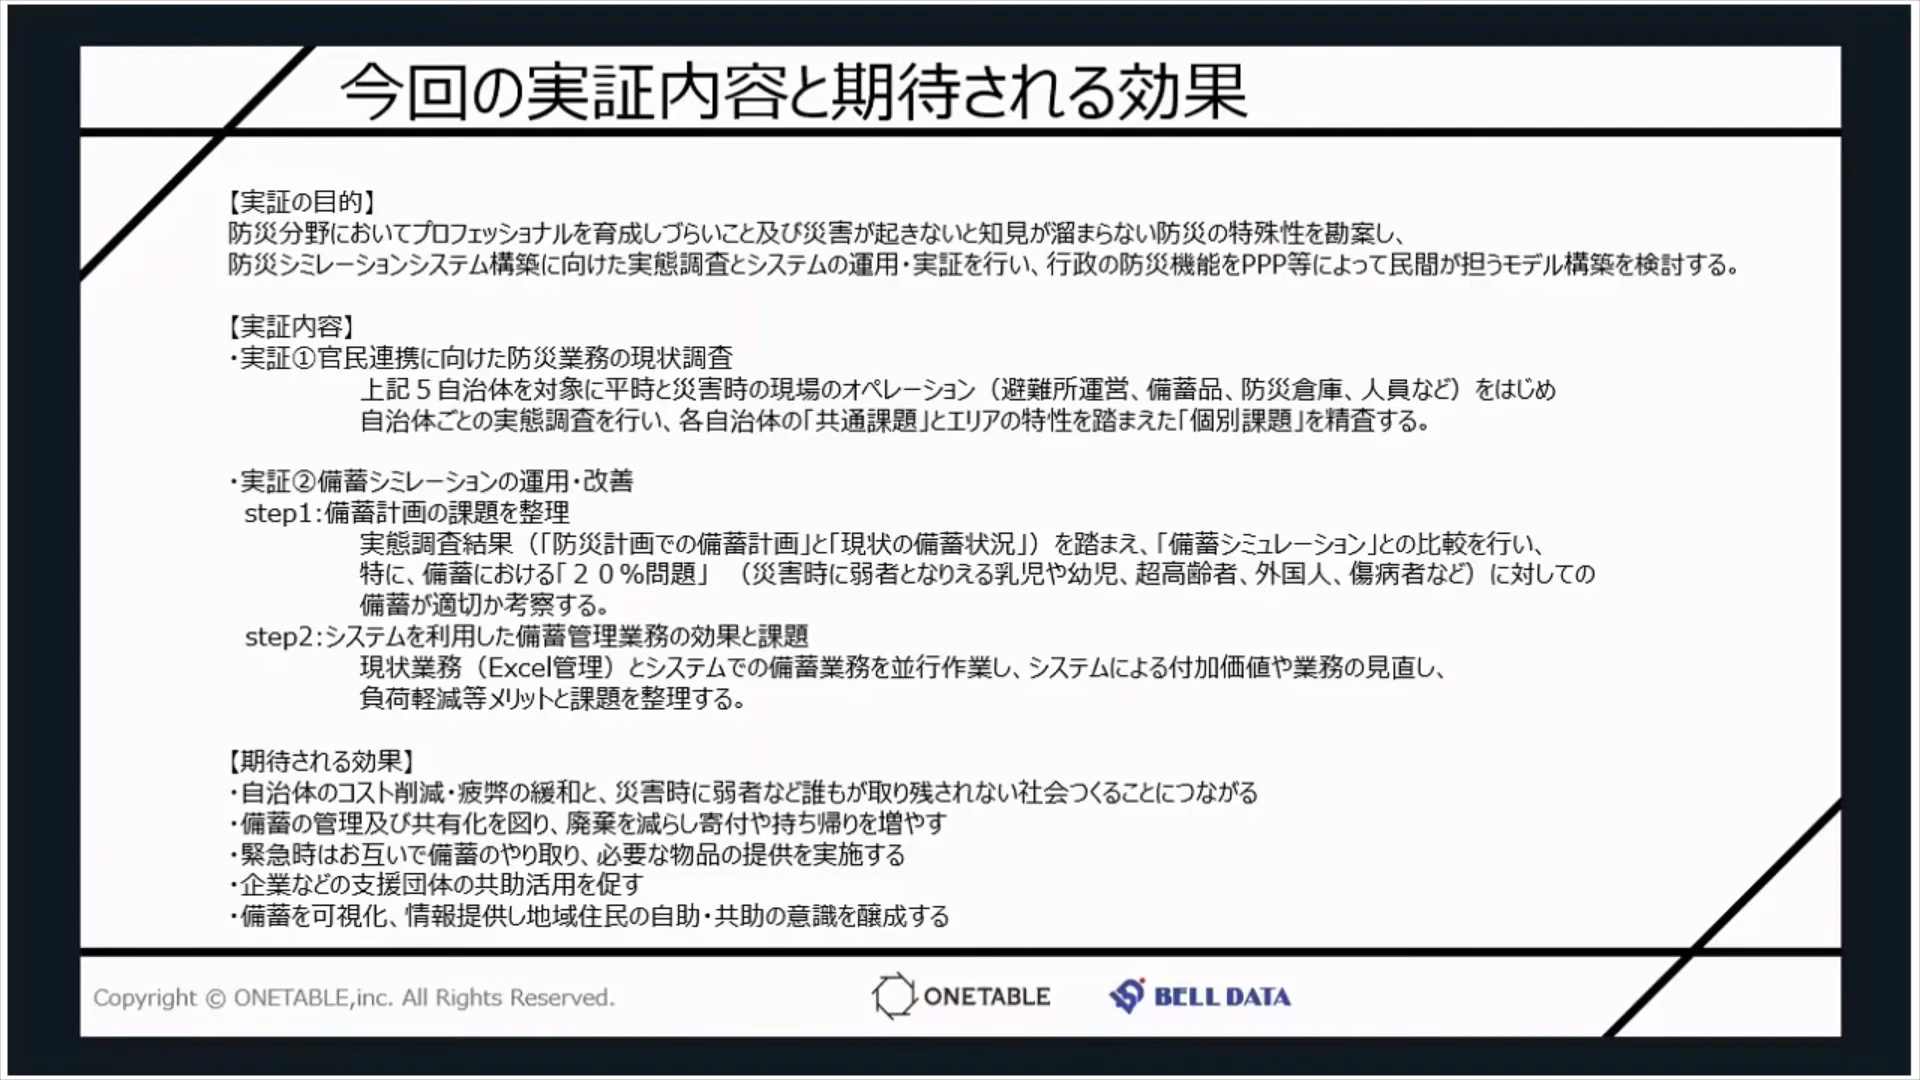 今回の実証内容と期待される効果
【実証の目的】
防災分野においてプロフェッショナルを育成しづらいこと及び災害が起きないと知見が溜まらない防災の特殊性を勘案し、
防災シミレーションシステム構築に向けた実態調査とシステムの運用・実証を行い、行政の防災機能をPPP等によって民間が担うモデル構築を検討する。
【実証内容】
・実証①官民連携に向けた防災業務の現状調査
上記５自治体を対象に平時と災害時の現場のオペレーション（避難所運営、備蓄品、防災倉庫、人員など）をはじめ
自治体ごとの実態調査を行い、各自治体の「共通課題」とエリアの特性を踏まえた「個別課題」を精査する。
・実証②備蓄シミレーションの運用・改善
step1:備蓄計画の課題を整理
実態調査結果（「防災計画での備蓄計画」と「現状の備蓄状況」）を踏まえ、「備蓄シミュレーション」との比較を行い、
特に、備蓄における「２０％問題」 （災害時に弱者となりえる乳児や幼児、超高齢者、外国人、傷病者など）に対しての
備蓄が適切か考察する。
step2:システムを利用した備蓄管理業務の効果と課題
現状業務（Excel管理）とシステムでの備蓄業務を並行作業し、システムによる付加価値や業務の見直し、
負荷軽減等メリットと課題を整理する。
【期待される効果】
・自治体のコスト削減・疲弊の緩和と、災害時に弱者など誰もが取り残されない社会つくることにつながる
・備蓄の管理及び共有化を図り、廃棄を減らし寄付や持ち帰りを増やす
・緊急時はお互いで備蓄のやり取り、必要な物品の提供を実施する
・企業などの支援団体の共助活用を促す
・備蓄を可視化、情報提供し地域住民の自助・共助の意識を醸成する
Copyright © ONETABLE,inc. All Rights Reserved.
ONETABLE
BELL DATA